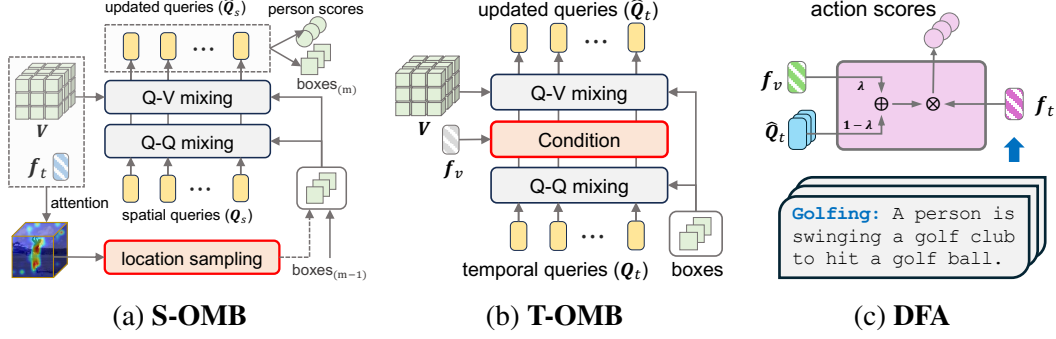 updated queries (Q̂ₛ)
person scores
boxes₍ₘ₎
V
Q-V mixing
Q-Q mixing
fₜ
attention
spatial queries (Qₛ)
location sampling
boxes₍ₘ₋₁₎
(a) S-OMB
updated queries (Q̂ₜ)
V
Q-V mixing
Condition
fᵥ
Q-Q mixing
temporal queries (Qₜ)
boxes
(b) T-OMB
action scores
fᵥ
λ
⊕
⊗
fₜ
Q̂ₜ
1 − λ
Golfing: A person is
swinging a golf club
to hit a golf ball.
(c) DFA